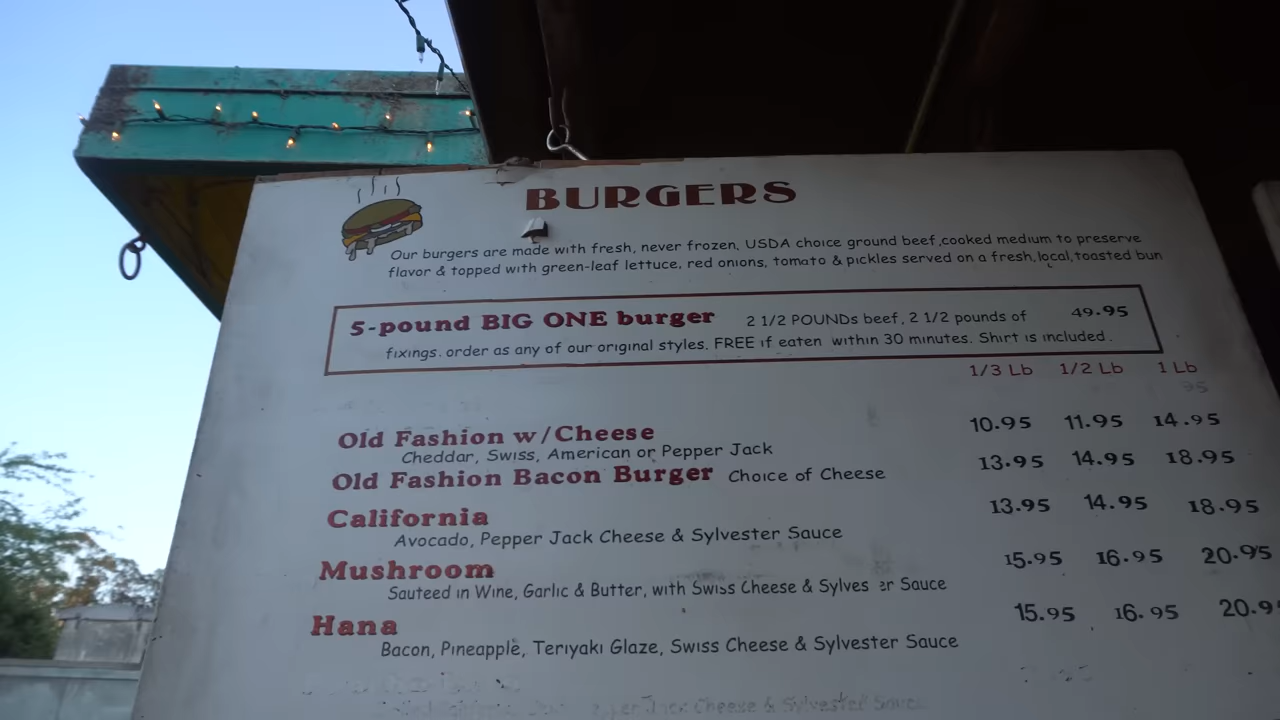 BURGERS
Our burgers are made with fresh, never frozen, USDA choice ground beef, cooked medium to preserve
flavor & topped with green-leaf lettuce, red onions, tomato & pickles served on a fresh, local, toasted bun
5-pound BIG ONE burger 2 1/2 POUNDs beef, 2 1/2 pounds of 49.95
fixings. order as any of our original styles. FREE if eaten within 30 minutes. Shirt is included.
1/3 Lb 1/2 Lb 1 Lb
95
Old Fashion w/Cheese 10.95 11.95 14.95
Cheddar, Swiss, American or Pepper Jack
Old Fashion Bacon Burger Choice of Cheese 13.95 14.95 18.95
California 13.95 14.95 18.95
Avocado, Pepper Jack Cheese & Sylvester Sauce
Mushroom 15.95 16.95 20.95
Sauteed in Wine, Garlic & Butter, with Swiss Cheese & Sylves er Sauce
Hana 15.95 16.95 20.9
Bacon, Pineapple, Teriyaki Glaze, Swiss Cheese & Sylvester Sauce
Jack Cheese & Sylvester Sauce